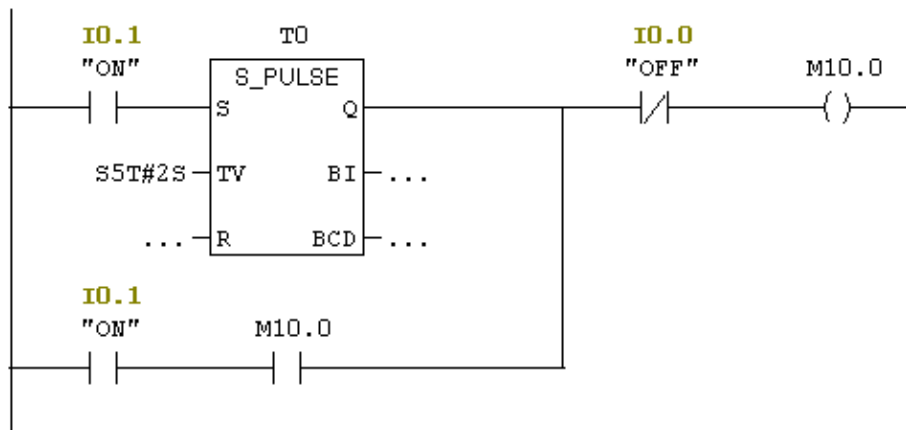 I0.1 T0 I0.0
"ON" "OFF" M10.0
S_PULSE
S Q
S5T#2S TV BI ...
... R BCD ...
I0.1
"ON" M10.0